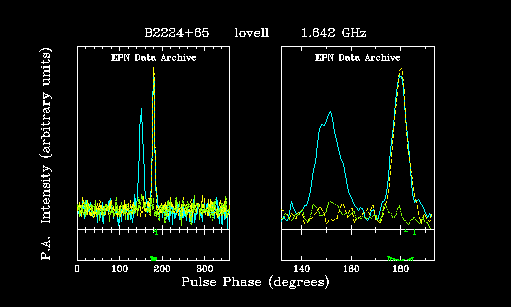 B2224+65 lovell 1.642 GHz
EPN Data Archive EPN Data Archive
P.A. Intensity (arbitrary units)
0 100 200 300 140 160 180
Pulse Phase (degrees)